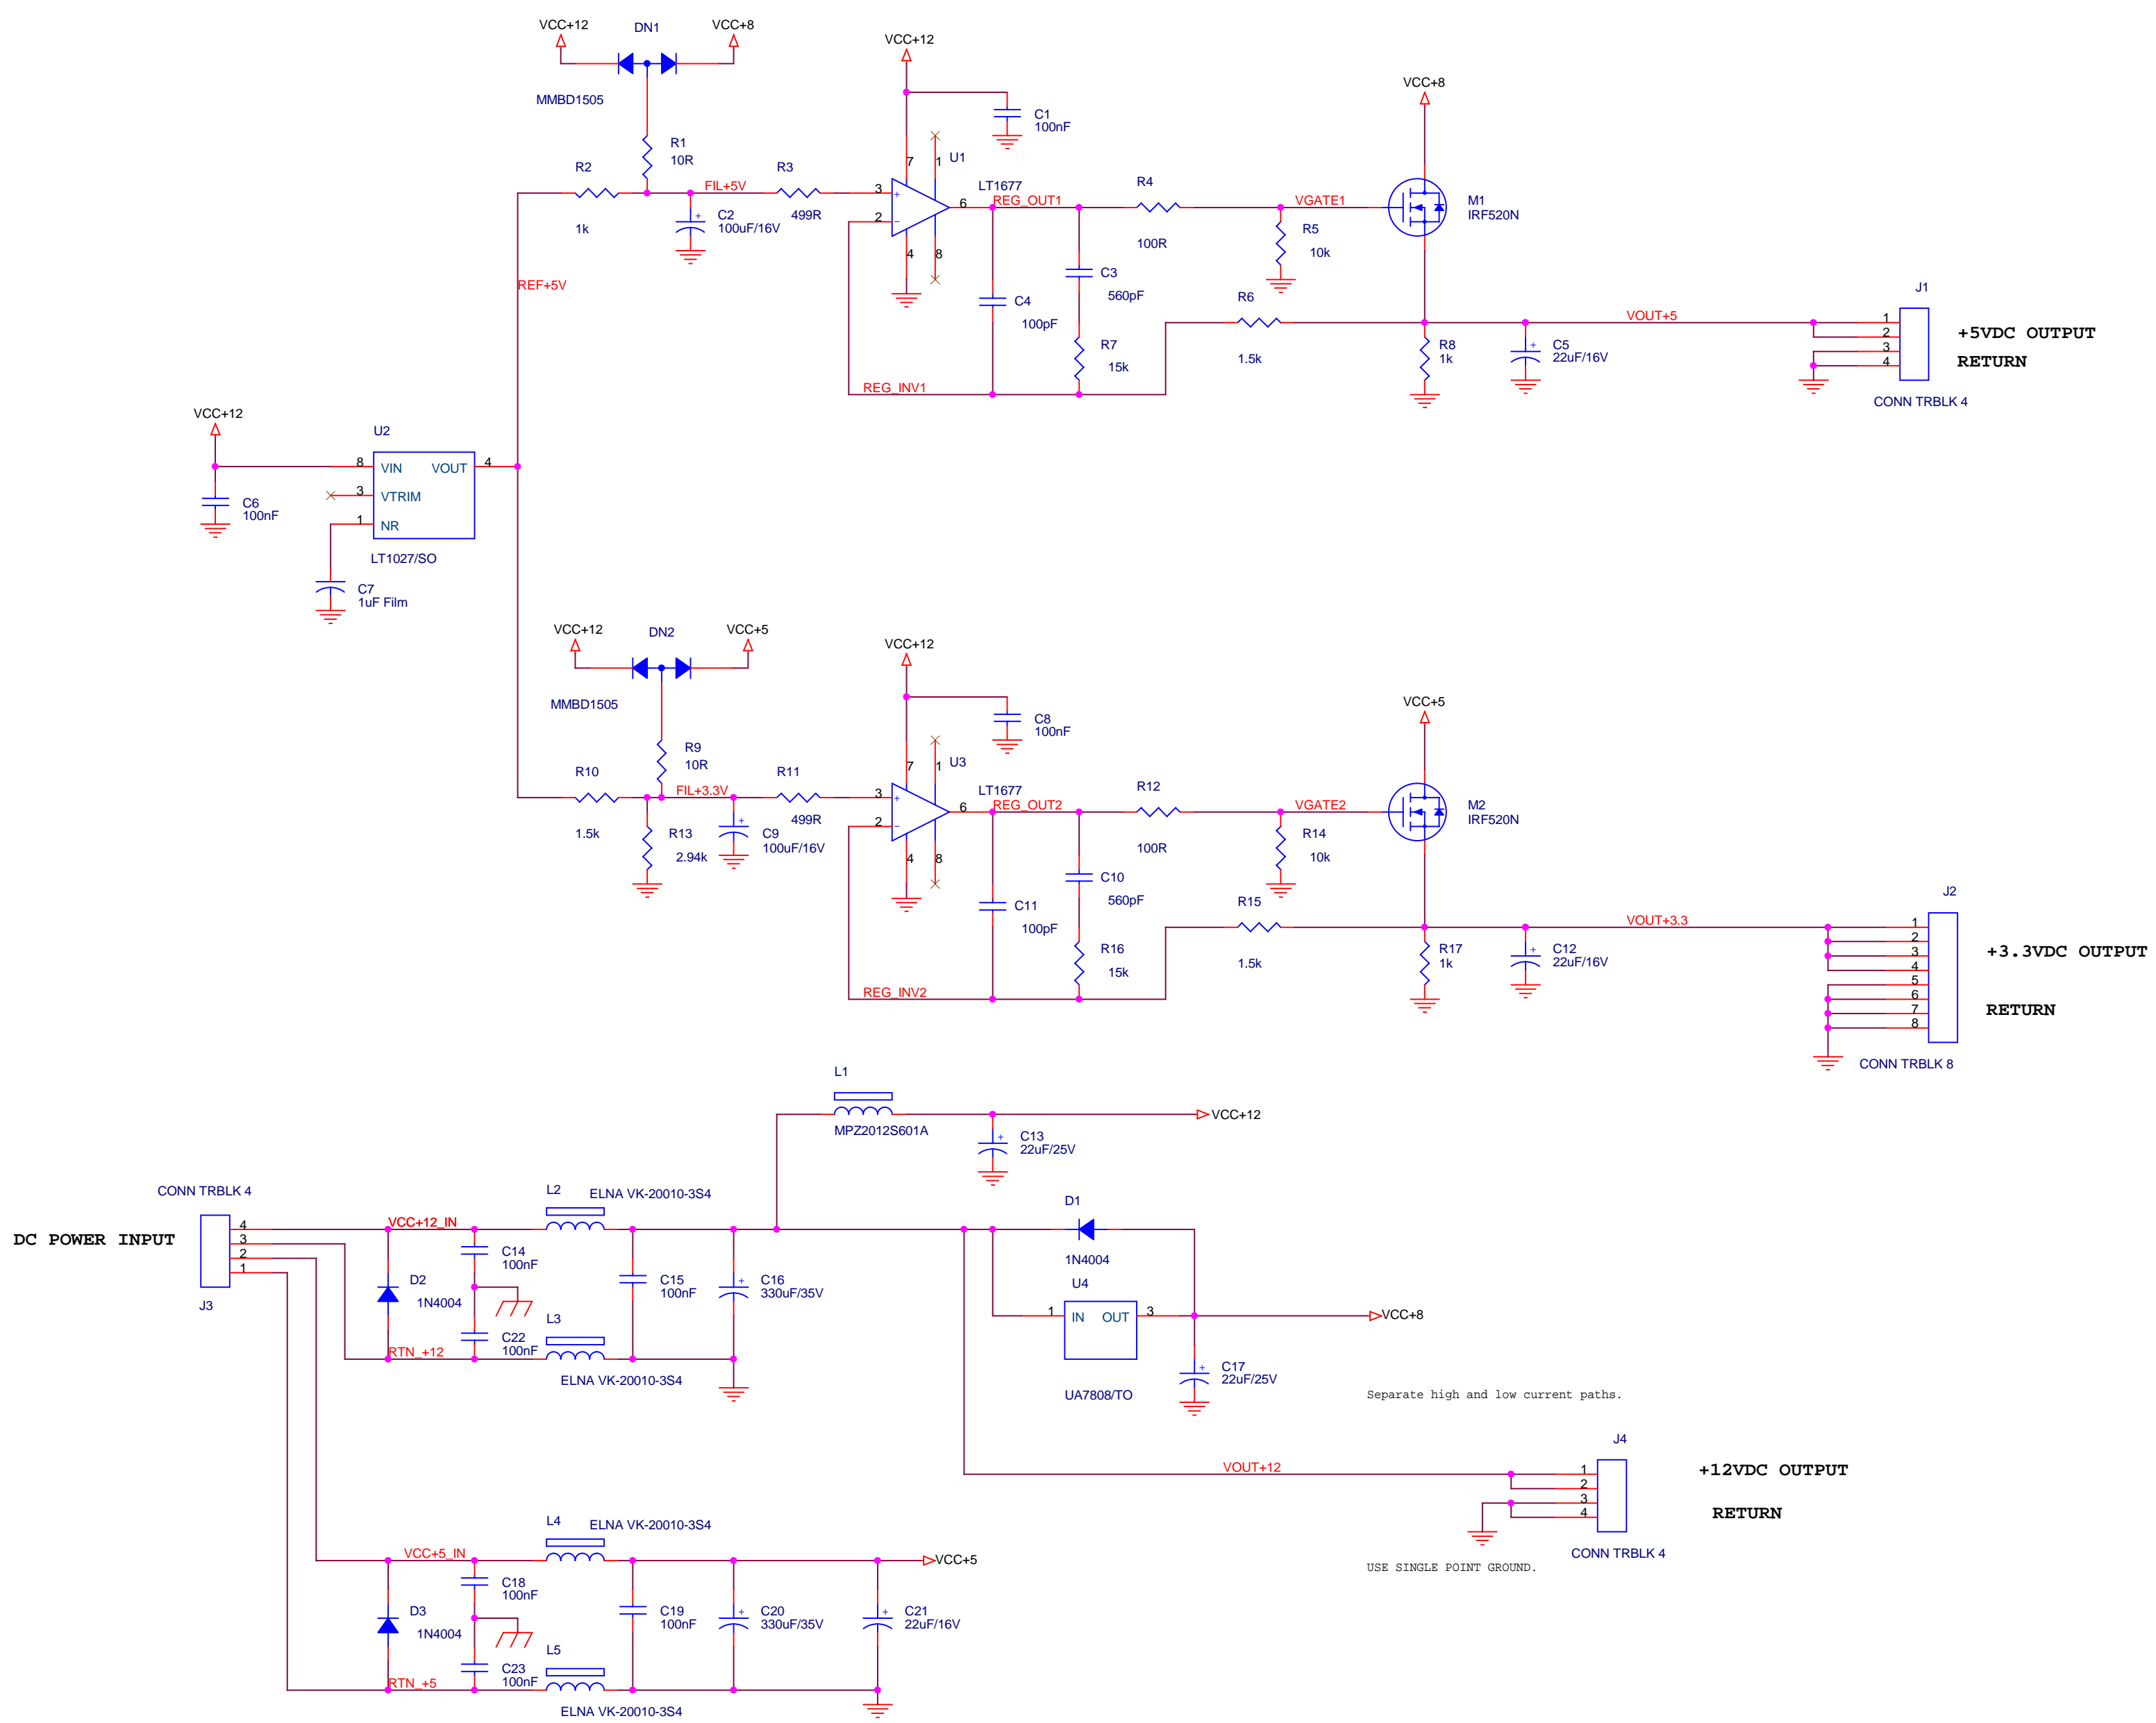 VCC+12
DN1
VCC+8
MMBD1505
R1
10R
R2
1k
FIL+5V
C2
100uF/16V
R3
499R
REF+5V
VCC+12
C1
100nF
7
1
U1
3
+
2
-
6
4
8
LT1677
REG_OUT1
C4
100pF
C3
560pF
R7
15k
REG_INV1
R4
100R
VGATE1
R5
10k
R6
1.5k
VCC+8
M1
IRF520N
R8
1k
C5
+
22uF/16V
VOUT+5
J1
1
2
3
4
+5VDC OUTPUT
RETURN
CONN TRBLK 4
VCC+12
C6
100nF
U2
8
VIN
VOUT
4
3
VTRIM
1
NR
LT1027/SO
C7
1uF Film
VCC+12
DN2
VCC+5
MMBD1505
R9
10R
R10
1.5k
FIL+3.3V
R13
2.94k
C9
+
100uF/16V
R11
499R
VCC+12
C8
100nF
7
1
U3
3
+
2
-
6
4
8
LT1677
REG_OUT2
C11
100pF
C10
560pF
R16
15k
REG_INV2
R12
100R
VGATE2
R14
10k
R15
1.5k
VCC+5
M2
IRF520N
R17
1k
C12
+
22uF/16V
VOUT+3.3
J2
1
2
3
4
5
6
7
8
+3.3VDC OUTPUT
RETURN
CONN TRBLK 8
L1
MPZ2012S601A
C13
+
22uF/25V
VCC+12
CONN TRBLK 4
DC POWER INPUT
4
3
2
1
J3
VCC+12_IN
D2
1N4004
C14
100nF
C22
100nF
RTN_+12
L2
ELNA VK-20010-3S4
L3
ELNA VK-20010-3S4
C15
100nF
C16
+
330uF/35V
D1
1N4004
U4
1
IN
OUT
3
UA7808/TO
VCC+8
C17
+
22uF/25V
Separate high and low current paths.
VOUT+12
J4
1
2
3
4
+12VDC OUTPUT
RETURN
CONN TRBLK 4
USE SINGLE POINT GROUND.
VCC+5_IN
D3
1N4004
C18
100nF
C23
100nF
RTN_+5
L4
ELNA VK-20010-3S4
L5
ELNA VK-20010-3S4
C19
100nF
C20
+
330uF/35V
C21
+
22uF/16V
VCC+5